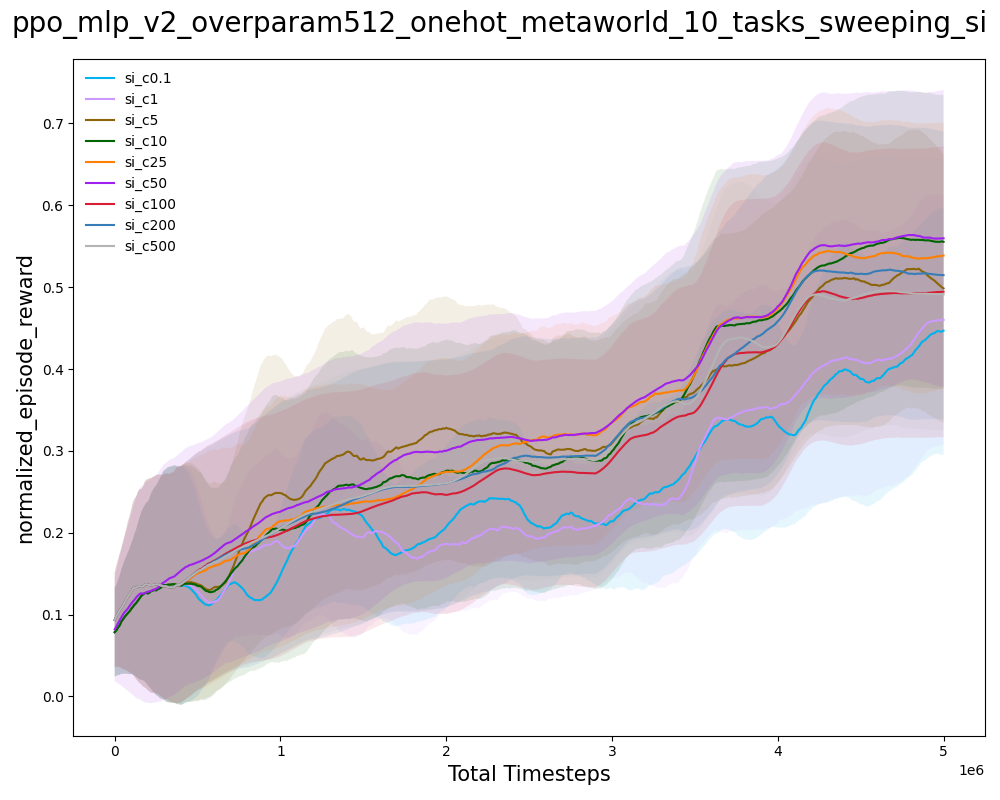 ppo_mlp_v2_overparam512_onehot_metaworld_10_tasks_sweeping_si
si_c0.1
si_c1
si_c5
si_c10
si_c25
si_c50
si_c100
si_c200
si_c500
normalized_episode_reward
0.7
0.6
0.5
0.4
0.3
0.2
0.1
0.0
0
1
2
3
4
5
1e6
Total Timesteps